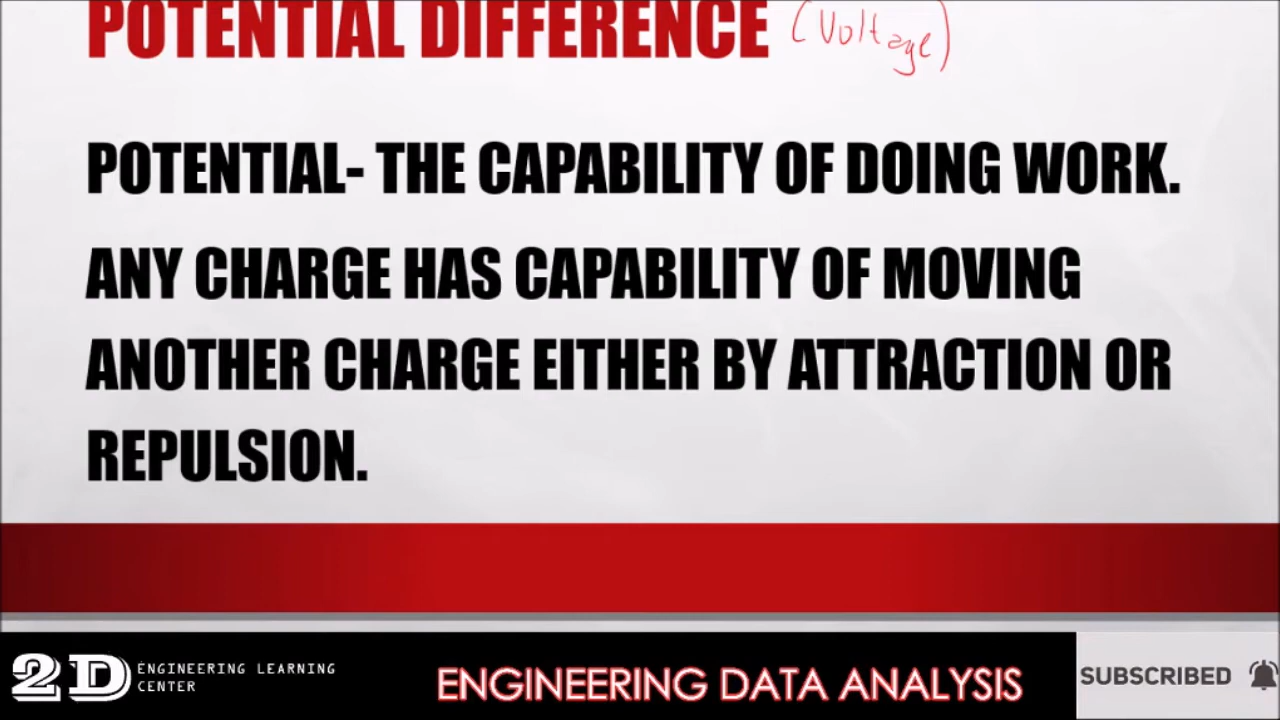 POTENTIAL DIFFERENCE (Voltage)
POTENTIAL- THE CAPABILITY OF DOING WORK.
ANY CHARGE HAS CAPABILITY OF MOVING
ANOTHER CHARGE EITHER BY ATTRACTION OR
REPULSION.
2D ENGINEERING LEARNING
CENTER
ENGINEERING DATA ANALYSIS
SUBSCRIBED